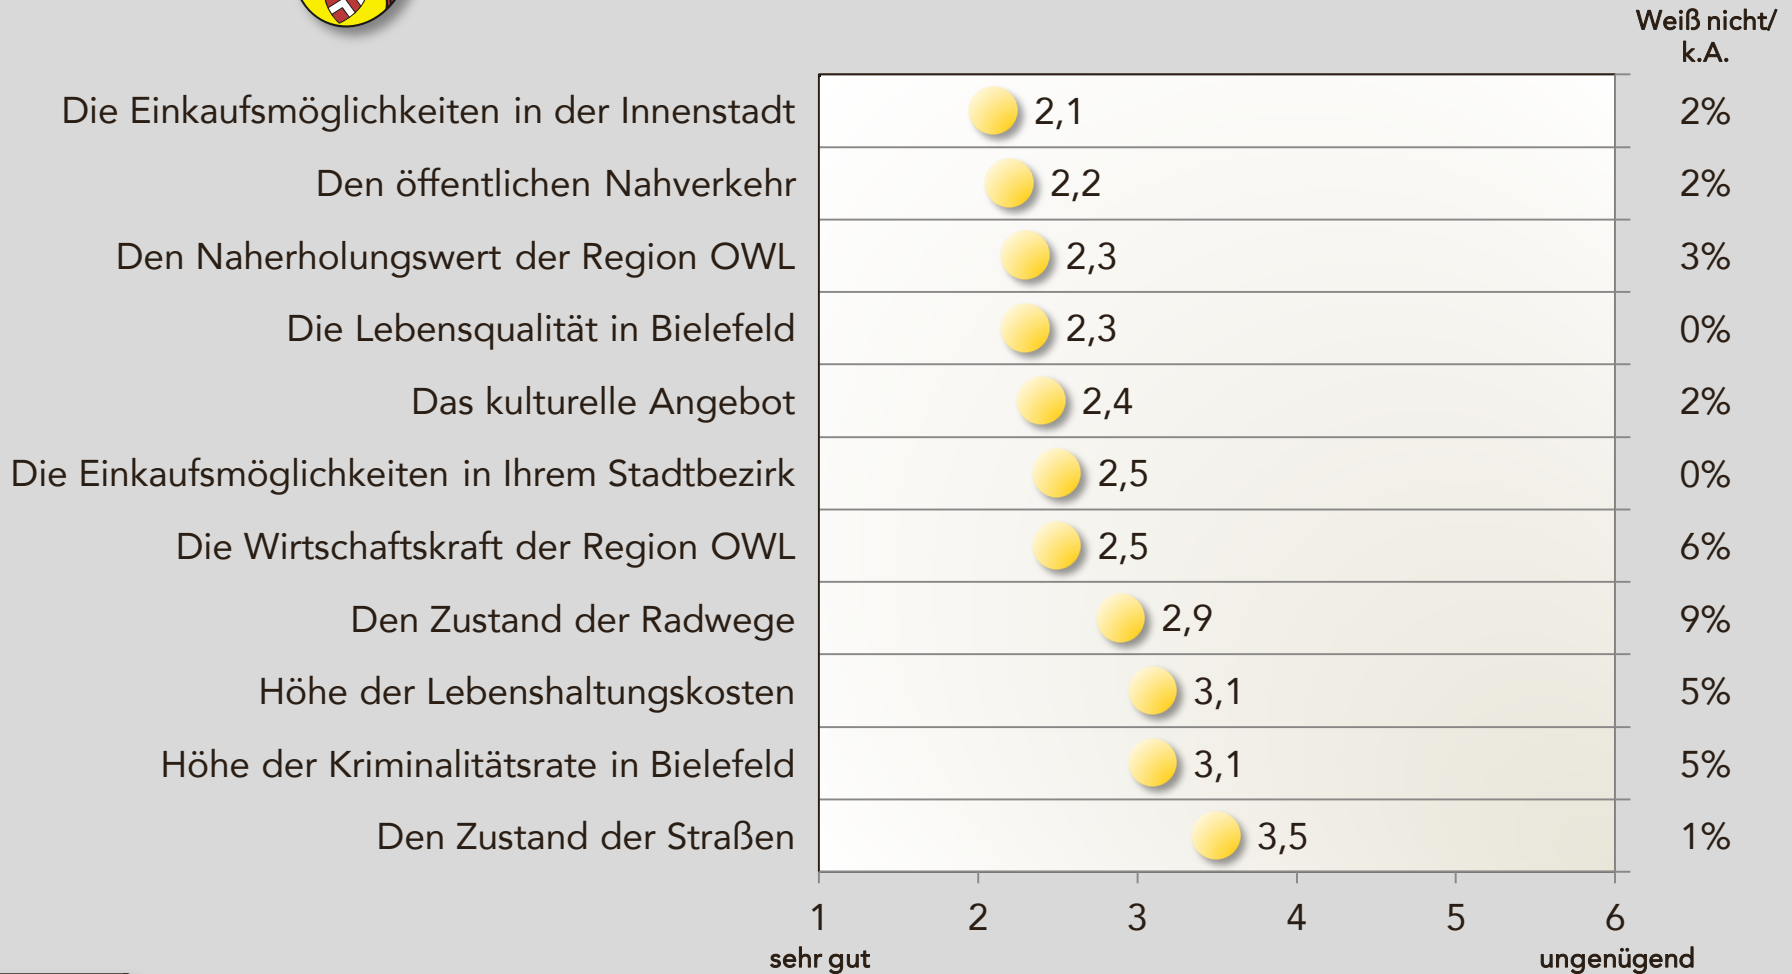 Weiß nicht/
k.A.
Die Einkaufsmöglichkeiten in der Innenstadt 2,1 2%
Den öffentlichen Nahverkehr 2,2 2%
Den Naherholungswert der Region OWL 2,3 3%
Die Lebensqualität in Bielefeld 2,3 0%
Das kulturelle Angebot 2,4 2%
Die Einkaufsmöglichkeiten in Ihrem Stadtbezirk 2,5 0%
Die Wirtschaftskraft der Region OWL 2,5 6%
Den Zustand der Radwege 2,9 9%
Höhe der Lebenshaltungskosten 3,1 5%
Höhe der Kriminalitätsrate in Bielefeld 3,1 5%
Den Zustand der Straßen 3,5 1%
1 2 3 4 5 6
sehr gut ungenügend